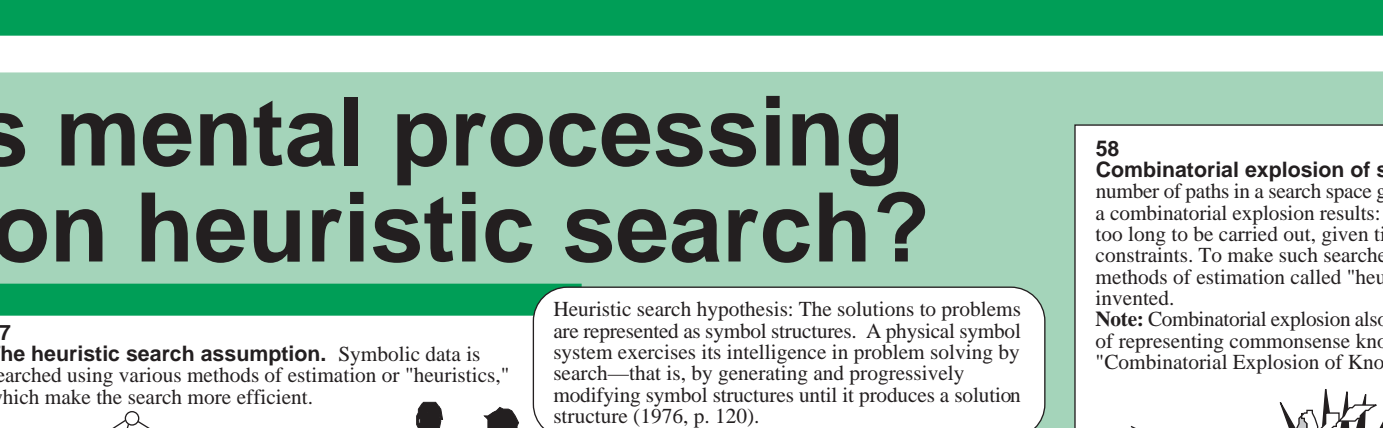 s mental processing
on heuristic search?
7
he heuristic search assumption. Symbolic data is
earched using various methods of estimation or "heuristics,"
which make the search more efficient.
Heuristic search hypothesis: The solutions to problems
are represented as symbol structures. A physical symbol
system exercises its intelligence in problem solving by
search—that is, by generating and progressively
modifying symbol structures until it produces a solution
structure (1976, p. 120).
58
Combinatorial explosion of s
number of paths in a search space g
a combinatorial explosion results:
too long to be carried out, given ti
constraints. To make such searche
methods of estimation called "heu
invented.
Note: Combinatorial explosion also
of representing commonsense kno
"Combinatorial Explosion of Kno